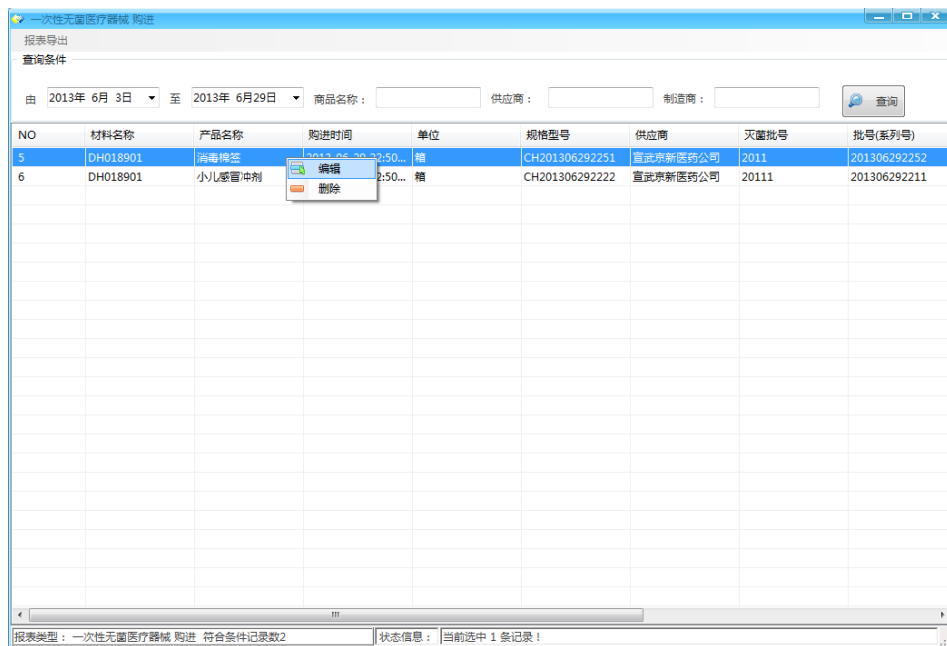 一次性无菌医疗器械 购进
报表导出
查询条件
由 2013年 6月 3日 至 2013年 6月29日 商品名称： 供应商： 制造商： 查询
NO 材料名称 产品名称 购进时间 单位 规格型号 供应商 灭菌批号 批号(系列号)
5 DH018901 消毒棉签 2013-06-29 22:50... 箱 CH201306292251 宣武京新医药公司 2011 201306292252
6 DH018901 小儿感冒冲剂 2:50... 箱 CH201306292222 宣武京新医药公司 20111 201306292211
编辑
删除
报表类型： 一次性无菌医疗器械 购进 符合条件记录数2 状态信息： 当前选中 1 条记录！